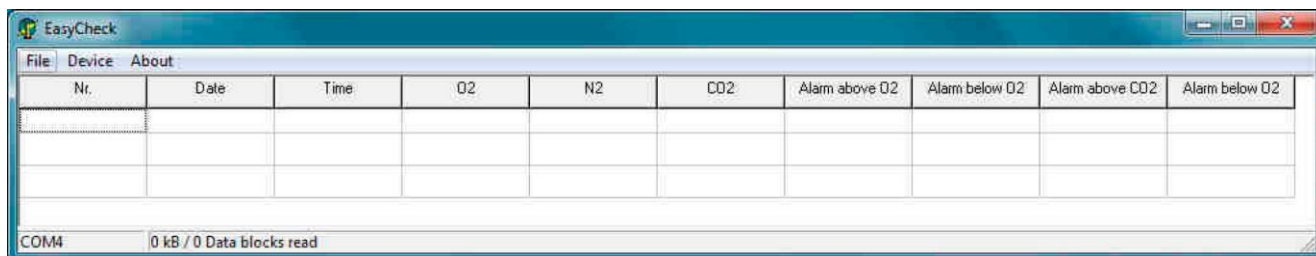 EasyCheck
File Device About
Nr. Date Time O2 N2 CO2 Alarm above O2 Alarm below O2 Alarm above CO2 Alarm below O2
COM4 0 kB / 0 Data blocks read